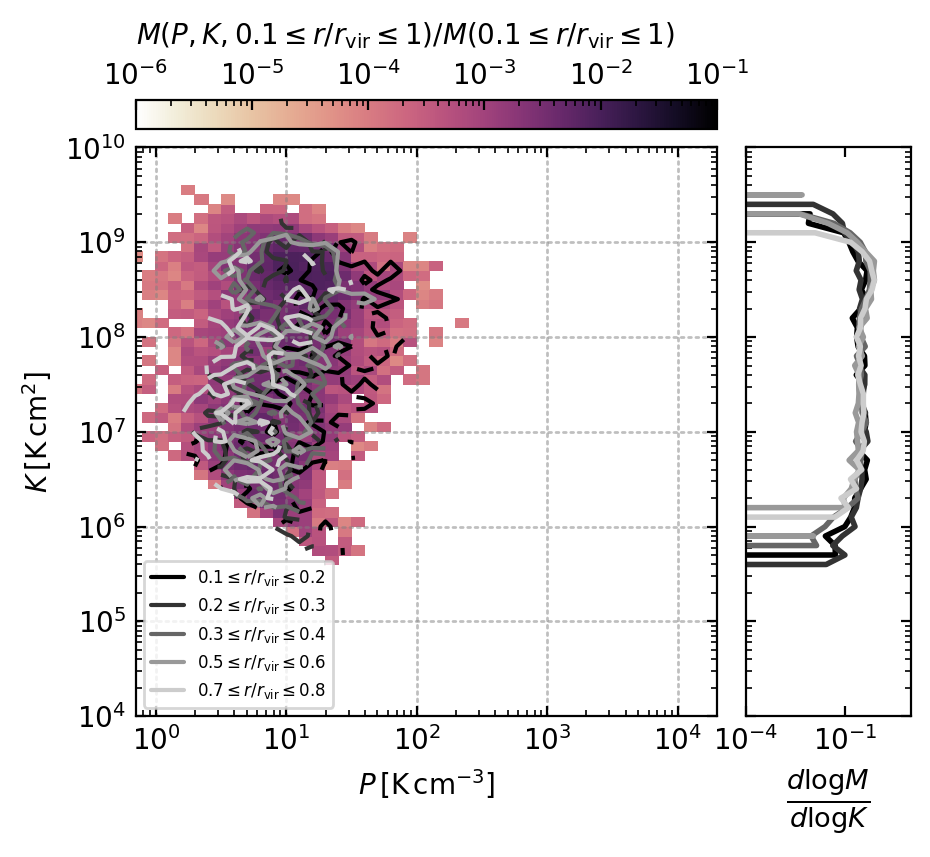 M(P, K, 0.1 ≤ r/r_vir ≤ 1)/M(0.1 ≤ r/r_vir ≤ 1)
10^−6 10^−5 10^−4 10^−3 10^−2 10^−1
10^10
10^9
10^8
10^7
10^6
10^5
10^4
K [K cm^2]
0.1 ≤ r/r_vir ≤ 0.2
0.2 ≤ r/r_vir ≤ 0.3
0.3 ≤ r/r_vir ≤ 0.4
0.5 ≤ r/r_vir ≤ 0.6
0.7 ≤ r/r_vir ≤ 0.8
10^0 10^1 10^2 10^3 10^4 10^−4 10^−1
P [K cm^−3]
dlogM
dlogK